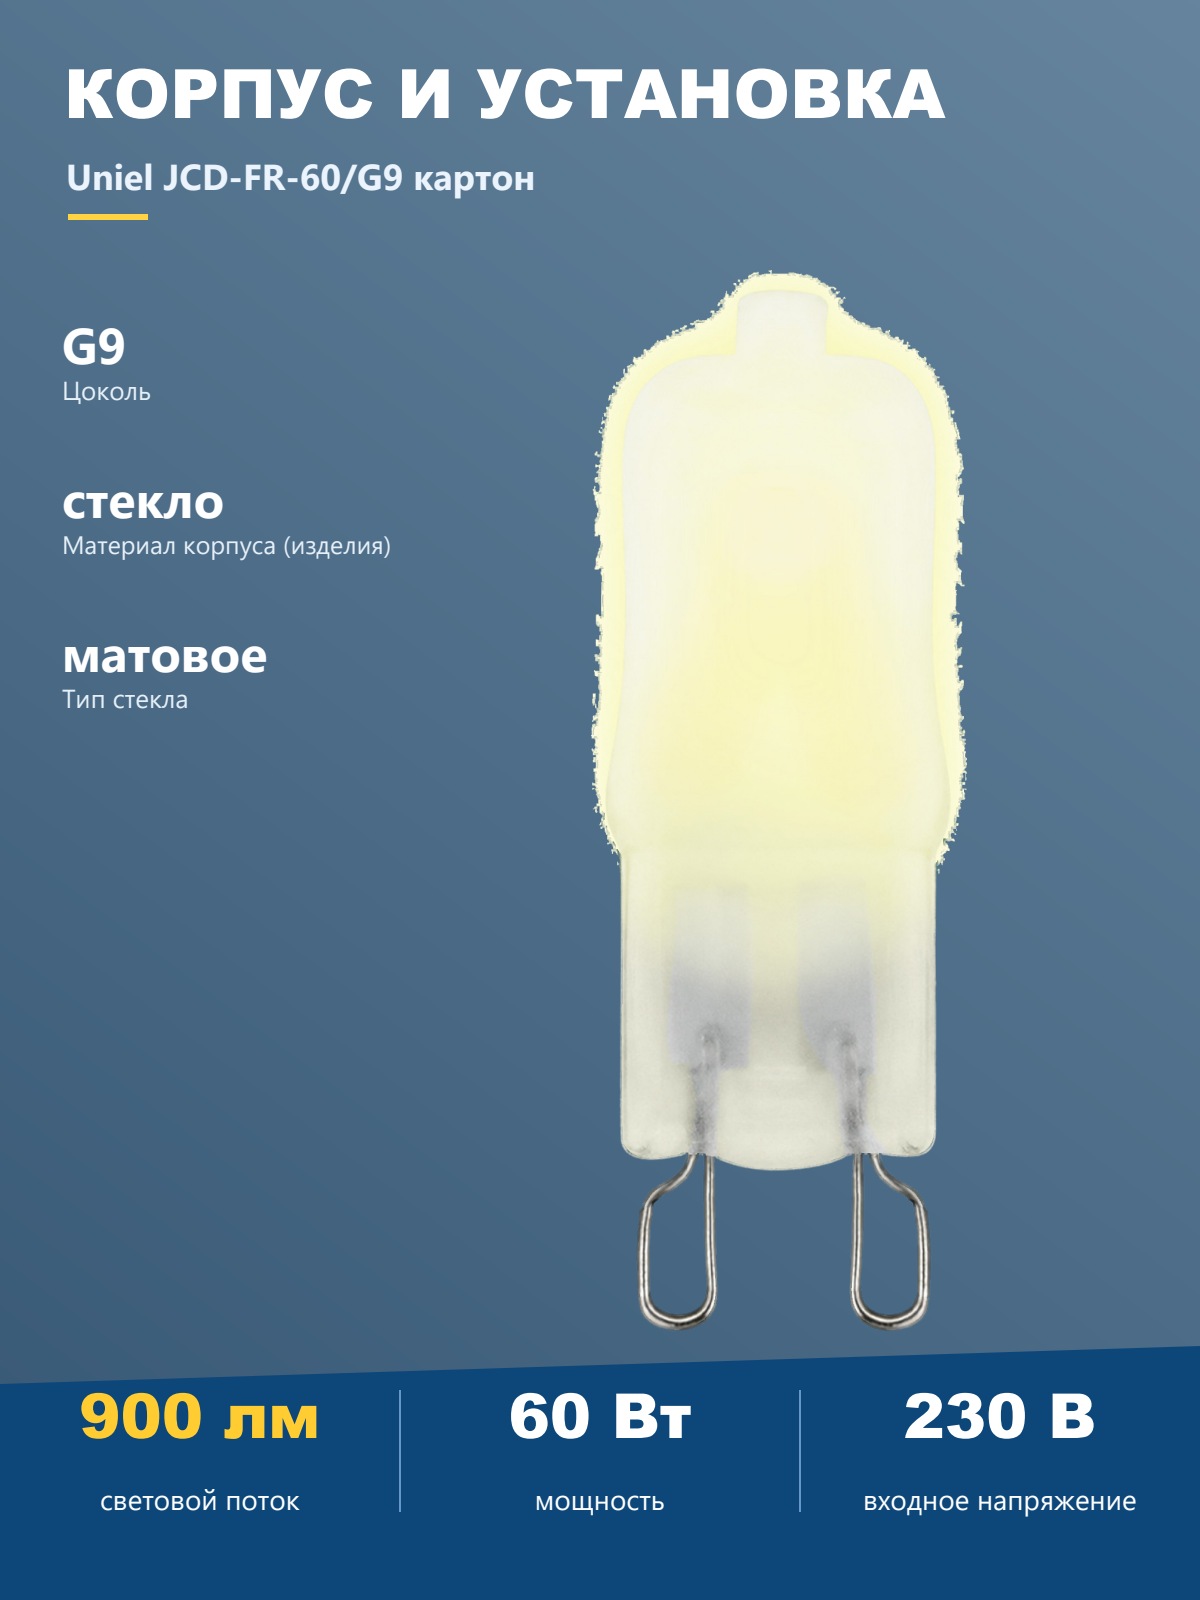 КОРПУС И УСТАНОВКА
Uniel JCD-FR-60/G9 картон
G9
Цоколь
стекло
Материал корпуса (изделия)
матовое
Тип стекла
900 лм
световой поток
60 Вт
мощность
230 В
входное напряжение